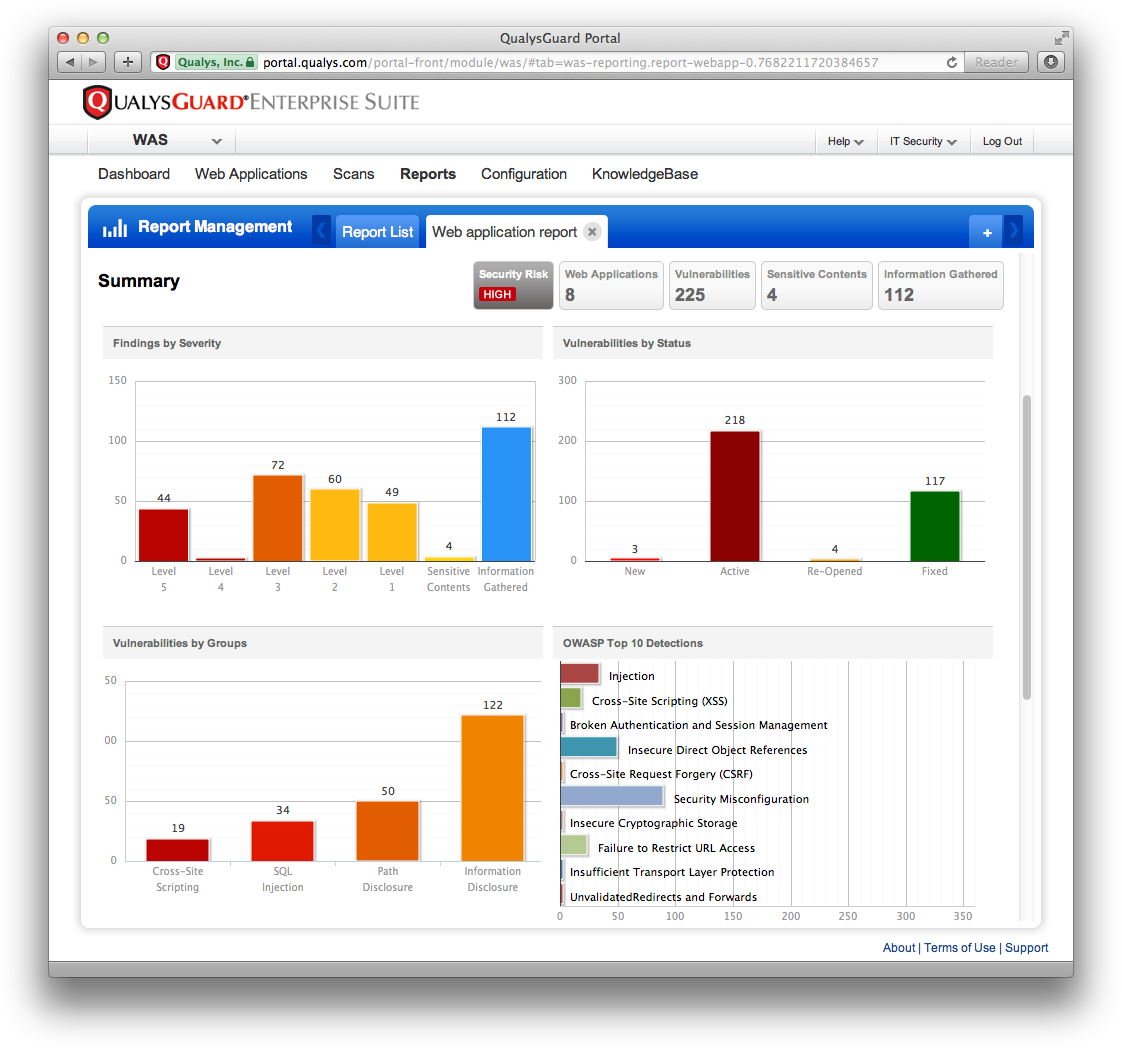 QualysGuard Portal
Qualys, Inc. portal.qualys.com/portal-front/module/was/#tab=was-reporting.report-webapp-0.7682211720384657
Reader
QUALYSGUARD® ENTERPRISE SUITE
WAS
Help
IT Security
Log Out
Dashboard Web Applications Scans Reports Configuration KnowledgeBase
Report Management
Report List
Web application report
+
Summary
Security Risk
HIGH
Web Applications
8
Vulnerabilities
225
Sensitive Contents
4
Information Gathered
112
Findings by Severity
150
100
50
0
44
72
60
49
4
112
Level
5
Level
4
Level
3
Level
2
Level
1
Sensitive
Contents
Information
Gathered
Vulnerabilities by Status
300
200
100
0
3
218
4
117
New
Active
Re-Opened
Fixed
Vulnerabilities by Groups
50
00
50
0
19
34
50
122
Cross-Site
Scripting
SQL
Injection
Path
Disclosure
Information
Disclosure
OWASP Top 10 Detections
Injection
Cross-Site Scripting (XSS)
Broken Authentication and Session Management
Insecure Direct Object References
Cross-Site Request Forgery (CSRF)
Security Misconfiguration
Insecure Cryptographic Storage
Failure to Restrict URL Access
Insufficient Transport Layer Protection
UnvalidatedRedirects and Forwards
0 50 100 150 200 250 300 350
About | Terms of Use | Support